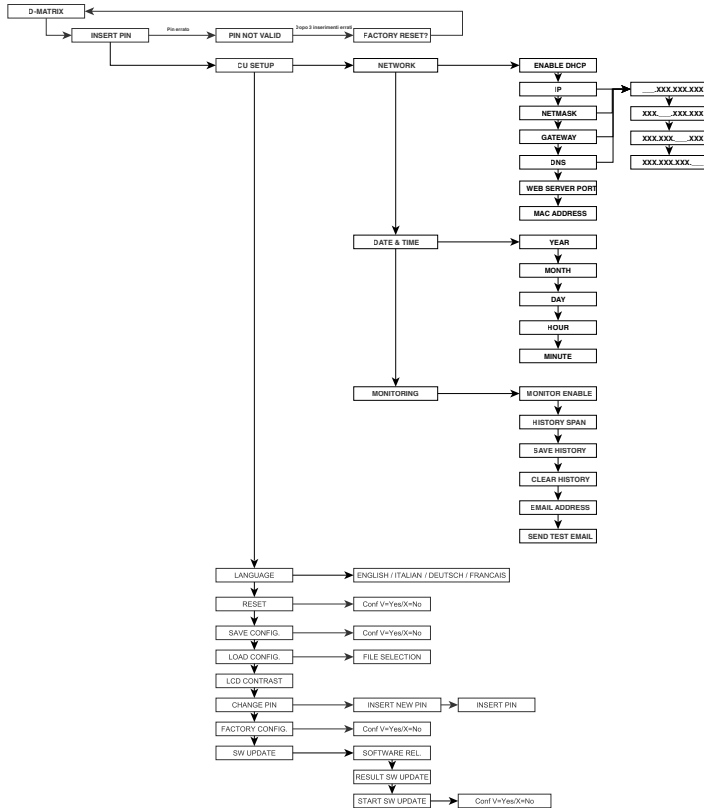 D-MATRIX
INSERT PIN
Pin errato
PIN NOT VALID
Dopo 3 inserimenti errati
FACTORY RESET?
CU SETUP
NETWORK
ENABLE DHCP
IP
___.XXX.XXX.XXX
NETMASK
XXX.___.XXX.XXX
GATEWAY
XXX.XXX.___.XXX
DNS
XXX.XXX.XXX.___
WEB SERVER PORT
MAC ADDRESS
DATE & TIME
YEAR
MONTH
DAY
HOUR
MINUTE
MONITORING
MONITOR ENABLE
HISTORY SPAN
SAVE HISTORY
CLEAR HISTORY
EMAIL ADDRESS
SEND TEST EMAIL
LANGUAGE
ENGLISH / ITALIAN / DEUTSCH / FRANCAIS
RESET
Conf V=Yes/X=No
SAVE CONFIG.
Conf V=Yes/X=No
LOAD CONFIG.
FILE SELECTION
LCD CONTRAST
CHANGE PIN
INSERT NEW PIN
INSERT PIN
FACTORY CONFIG.
Conf V=Yes/X=No
SW UPDATE
SOFTWARE REL.
RESULT SW UPDATE
START SW UPDATE
Conf V=Yes/X=No